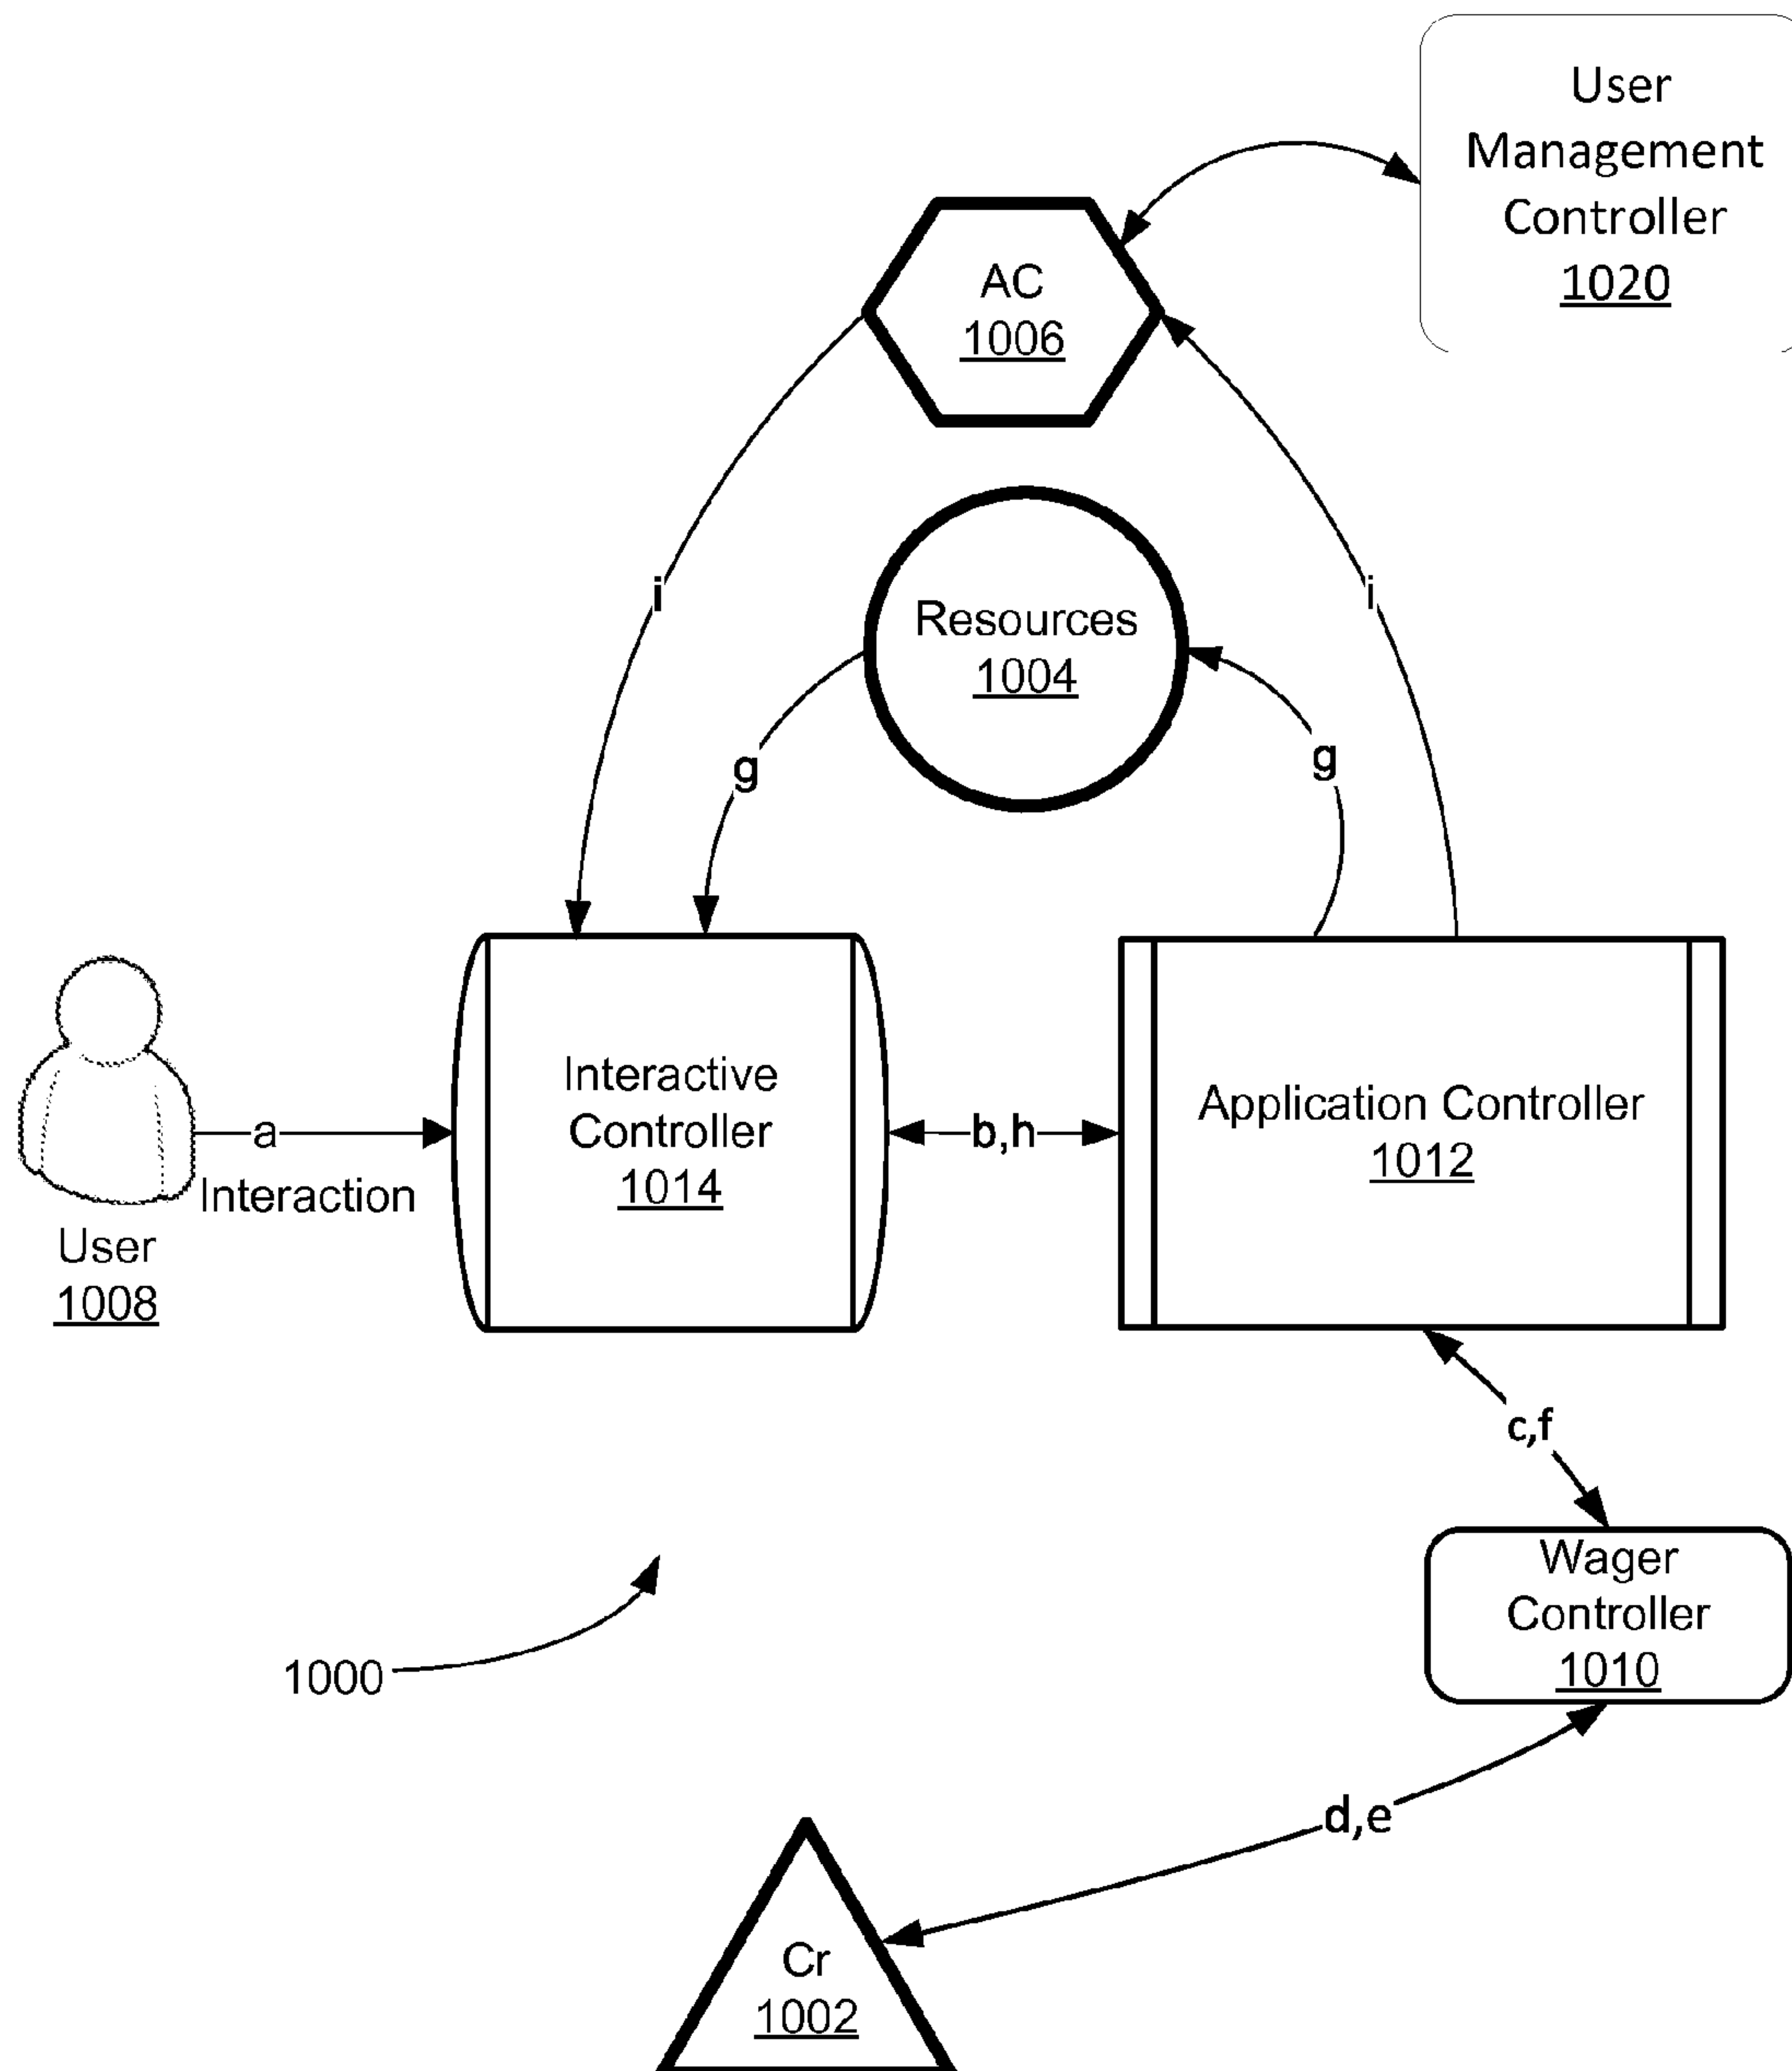 User
Management
Controller
1020
AC
1006
i
i
Resources
1004
g
g
Interactive
Controller
1014
Application Controller
1012
a
Interaction
b,h
User
1008
c,f
Wager
Controller
1010
1000
d,e
Cr
1002